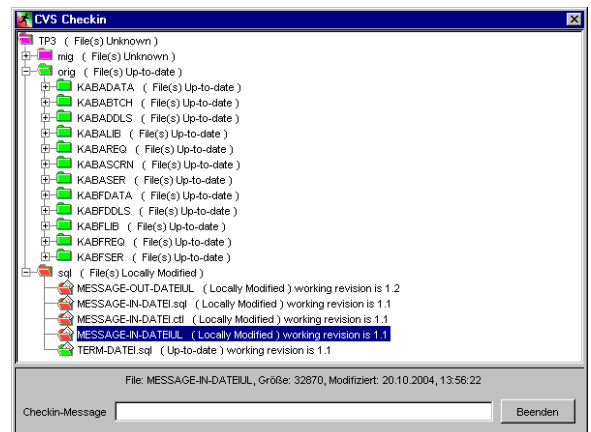 CVS Checkin
TP3 ( File(s) Unknown )
mig ( File(s) Unknown )
orig ( File(s) Up-to-date )
KABADATA ( File(s) Up-to-date )
KABABTCH ( File(s) Up-to-date )
KABADDLS ( File(s) Up-to-date )
KABALIB ( File(s) Up-to-date )
KABAREQ ( File(s) Up-to-date )
KABASCRN ( File(s) Up-to-date )
KABASER ( File(s) Up-to-date )
KABFDATA ( File(s) Up-to-date )
KABFDDLS ( File(s) Up-to-date )
KABFLIB ( File(s) Up-to-date )
KABFREQ ( File(s) Up-to-date )
KABFSER ( File(s) Up-to-date )
sql ( File(s) Locally Modified )
MESSAGE-OUT-DATEIUL ( Locally Modified ) working revision is 1.2
MESSAGE-IN-DATEI.sql ( Locally Modified ) working revision is 1.1
MESSAGE-IN-DATEI.ctl ( Locally Modified ) working revision is 1.1
MESSAGE-IN-DATEIUL ( Locally Modified ) working revision is 1.1
TERM-DATEI.sql ( Up-to-date ) working revision is 1.1
File: MESSAGE-IN-DATEIUL, Größe: 32870, Modifiziert: 20.10.2004, 13:56:22
Checkin-Message
Beenden